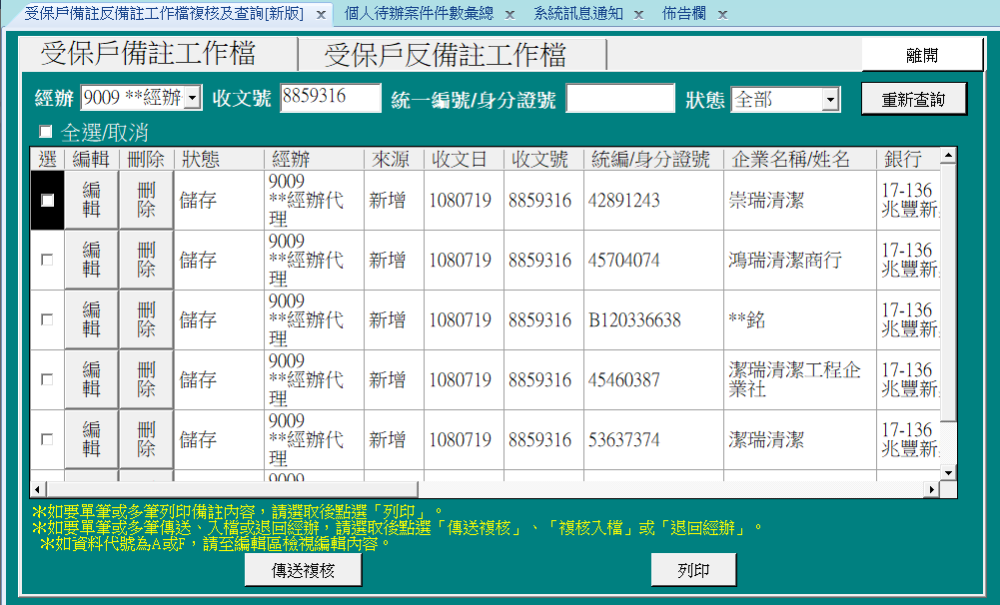 受保戶備註反備註工作檔複核及查詢[新版] x 個人待辦案件件數彙總 x 系統訊息通知 x 佈告欄 x
受保戶備註工作檔 受保戶反備註工作檔 離開
經辦 9009 **經辦 收文號 8859316 統一編號/身分證號 狀態 全部 重新查詢
全選/取消
選 編輯 刪除 狀態 經辦 來源 收文日 收文號 統編/身分證號 企業名稱/姓名 銀行
編輯 刪除 儲存 9009 **經辦代理 新增 1080719 8859316 42891243 崇瑞清潔 17-136 兆豐新
編輯 刪除 儲存 9009 **經辦代理 新增 1080719 8859316 45704074 鴻瑞清潔商行 17-136 兆豐新
編輯 刪除 儲存 9009 **經辦代理 新增 1080719 8859316 B120336638 **銘 17-136 兆豐新
編輯 刪除 儲存 9009 **經辦代理 新增 1080719 8859316 45460387 潔瑞清潔工程企業社 17-136 兆豐新
編輯 刪除 儲存 9009 **經辦代理 新增 1080719 8859316 53637374 潔瑞清潔 17-136 兆豐新
9009
＊如要單筆或多筆列印備註內容，請選取後點選「列印」。
＊如要單筆或多筆傳送、入檔或退回經辦，請選取後點選「傳送複核」、「複核入檔」或「退回經辦」。
＊如資料代號為A或F，請至編輯區檢視編輯內容。
傳送複核 列印